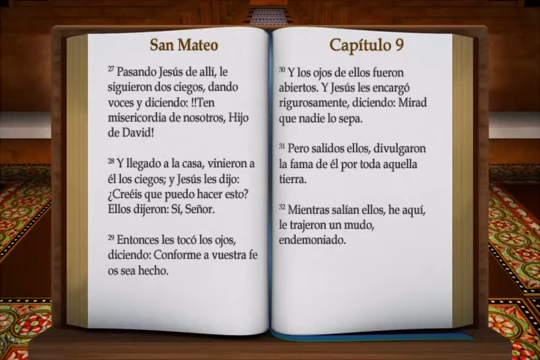 San Mateo
27 Pasando Jesús de allí, le
siguieron dos ciegos, dando
voces y diciendo: !!Ten
misericordia de nosotros, Hijo
de David!
28 Y llegado a la casa, vinieron a
él los ciegos; y Jesús les dijo:
¿Creéis que puedo hacer esto?
Ellos dijeron: Sí, Señor.
29 Entonces les tocó los ojos,
diciendo: Conforme a vuestra fe
os sea hecho.
Capítulo 9
30 Y los ojos de ellos fueron
abiertos. Y Jesús les encargó
rigurosamente, diciendo: Mirad
que nadie lo sepa.
31 Pero salidos ellos, divulgaron
la fama de él por toda aquella
tierra.
32 Mientras salían ellos, he aquí,
le trajeron un mudo,
endemoniado.